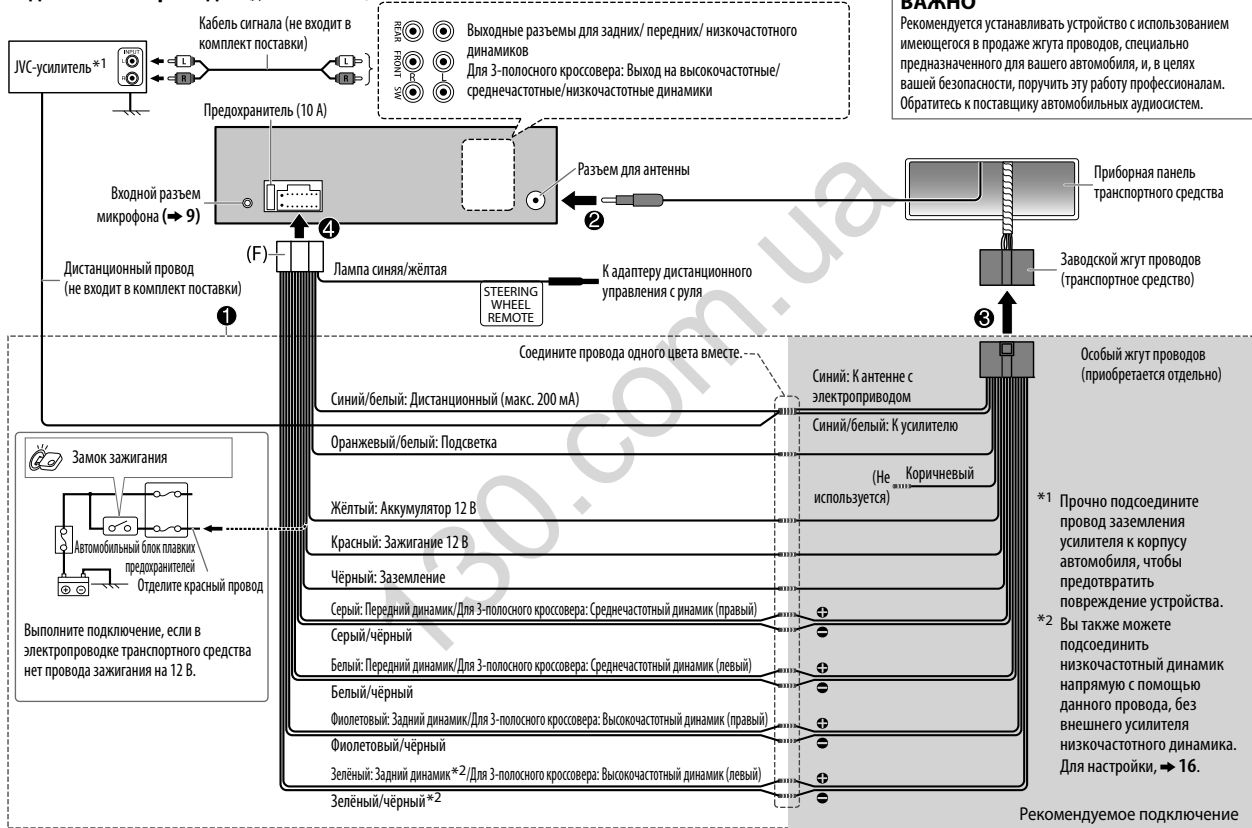 ВАЖНО
Рекомендуется устанавливать устройство с использованием
имеющегося в продаже жгута проводов, специально
предназначенного для вашего автомобиля, и, в целях
вашей безопасности, поручить эту работу профессионалам.
Обратитесь к поставщику автомобильных аудиосистем.
Кабель сигнала (не входит в
комплект поставки)
JVC-усилитель*1
INPUT
L
R
L
R
L
R
REAR
FRONT
SW
R
L
Выходные разъемы для задних/ передних/ низкочастотного
динамиков
Для 3-полосного кроссовера: Выход на высокочастотные/
среднечастотные/низкочастотные динамики
Предохранитель (10 А)
Разъем для антенны
Приборная панель
транспортного средства
Входной разъем
микрофона (➜ 9)
4
2
(F)
Дистанционный провод
(не входит в комплект поставки)
Лампа синяя/жёлтая
STEERING
WHEEL
REMOTE
К адаптеру дистанционного
управления с руля
Заводской жгут проводов
(транспортное средство)
1
3
Соедините провода одного цвета вместе.
Особый жгут проводов
(приобретается отдельно)
Синий: К антенне с
электроприводом
Синий/белый: Дистанционный (макс. 200 мА)
Синий/белый: К усилителю
Оранжевый/белый: Подсветка
(Не
используется)
Коричневый
Замок зажигания
Автомобильный блок плавких
предохранителей
Отделите красный провод
Выполните подключение, если в
электропроводке транспортного средства
нет провода зажигания на 12 В.
Жёлтый: Аккумулятор 12 В
Красный: Зажигание 12 В
Чёрный: Заземление
Серый: Передний динамик/Для 3-полосного кроссовера: Среднечастотный динамик (правый)
Серый/чёрный
Белый: Передний динамик/Для 3-полосного кроссовера: Среднечастотный динамик (левый)
Белый/чёрный
Фиолетовый: Задний динамик/Для 3-полосного кроссовера: Высокочастотный динамик (правый)
Фиолетовый/чёрный
Зелёный: Задний динамик*2/Для 3-полосного кроссовера: Высокочастотный динамик (левый)
Зелёный/чёрный*2
*1 Прочно подсоедините
провод заземления
усилителя к корпусу
автомобиля, чтобы
предотвратить
повреждение устройства.
*2 Вы также можете
подсоединить
низкочастотный динамик
напрямую с помощью
данного провода, без
внешнего усилителя
низкочастотного динамика.
Для настройки, ➜ 16.
Рекомендуемое подключение
130.com.ua